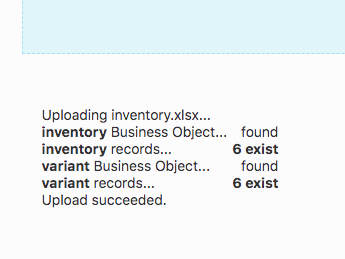 Uploading inventory.xlsx...
inventory Business Object... found
inventory records... 6 exist
variant Business Object... found
variant records... 6 exist
Upload succeeded.